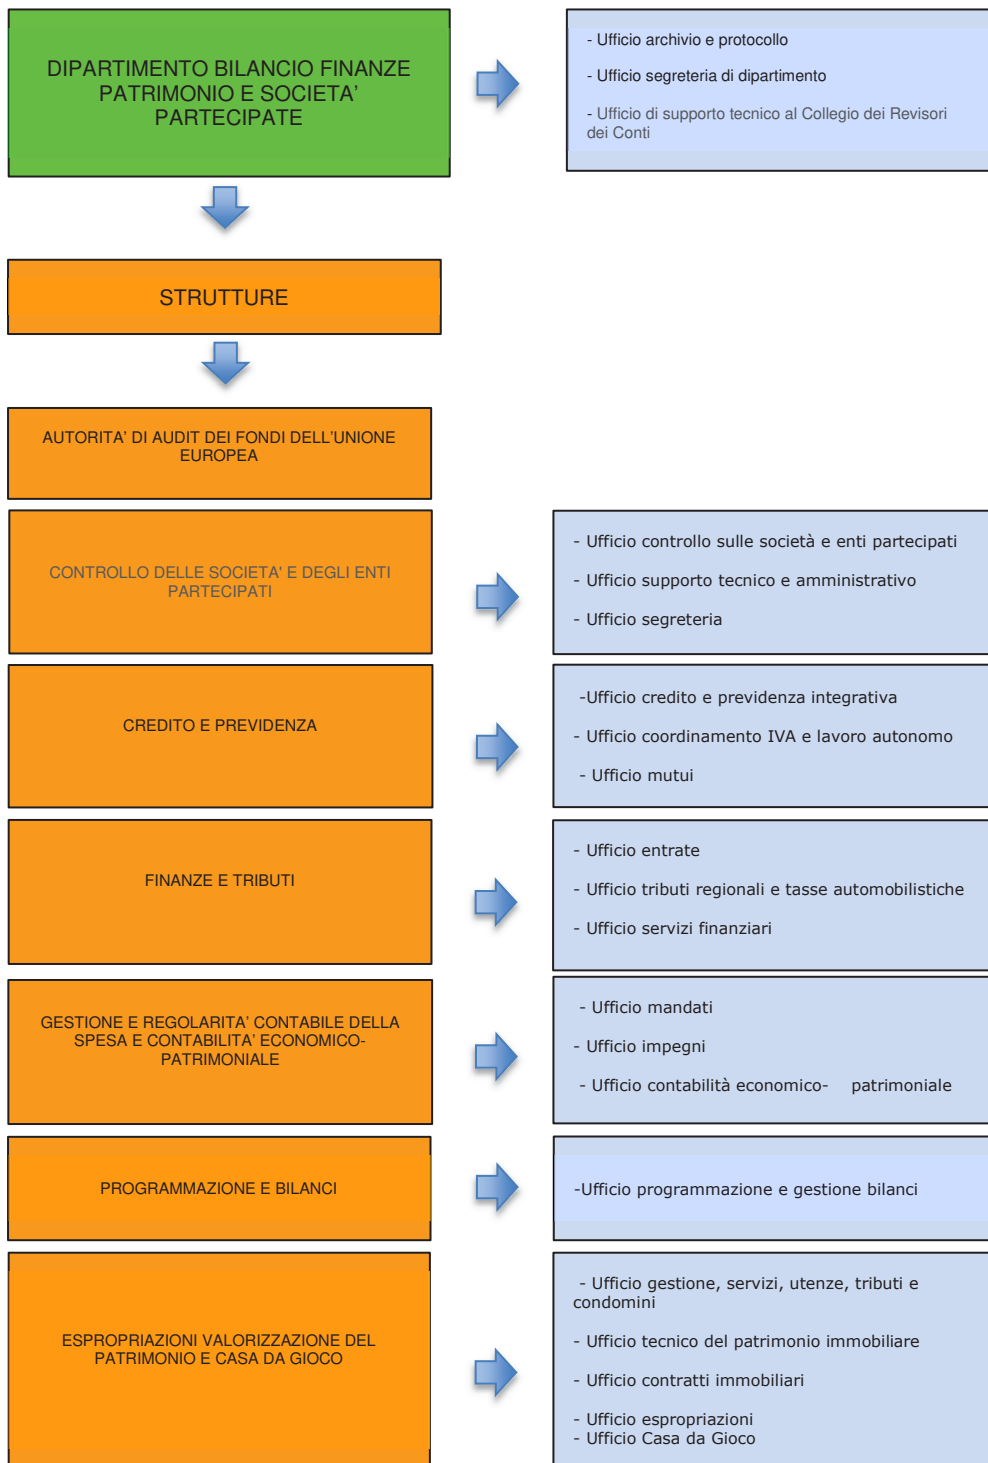 DIPARTIMENTO BILANCIO FINANZE
PATRIMONIO E SOCIETA'
PARTECIPATE
- Ufficio archivio e protocollo
- Ufficio segreteria di dipartimento
- Ufficio di supporto tecnico al Collegio dei Revisori
dei Conti
STRUTTURE
AUTORITA' DI AUDIT DEI FONDI DELL'UNIONE
EUROPEA
CONTROLLO DELLE SOCIETA' E DEGLI ENTI
PARTECIPATI
- Ufficio controllo sulle società e enti partecipati
- Ufficio supporto tecnico e amministrativo
- Ufficio segreteria
CREDITO E PREVIDENZA
-Ufficio credito e previdenza integrativa
- Ufficio coordinamento IVA e lavoro autonomo
- Ufficio mutui
FINANZE E TRIBUTI
- Ufficio entrate
- Ufficio tributi regionali e tasse automobilistiche
- Ufficio servizi finanziari
GESTIONE E REGOLARITA' CONTABILE DELLA
SPESA E CONTABILITA' ECONOMICO-
PATRIMONIALE
- Ufficio mandati
- Ufficio impegni
- Ufficio contabilità economico- patrimoniale
PROGRAMMAZIONE E BILANCI
-Ufficio programmazione e gestione bilanci
ESPROPRIAZIONI VALORIZZAZIONE DEL
PATRIMONIO E CASA DA GIOCO
- Ufficio gestione, servizi, utenze, tributi e
condomini
- Ufficio tecnico del patrimonio immobiliare
- Ufficio contratti immobiliari
- Ufficio espropriazioni
- Ufficio Casa da Gioco